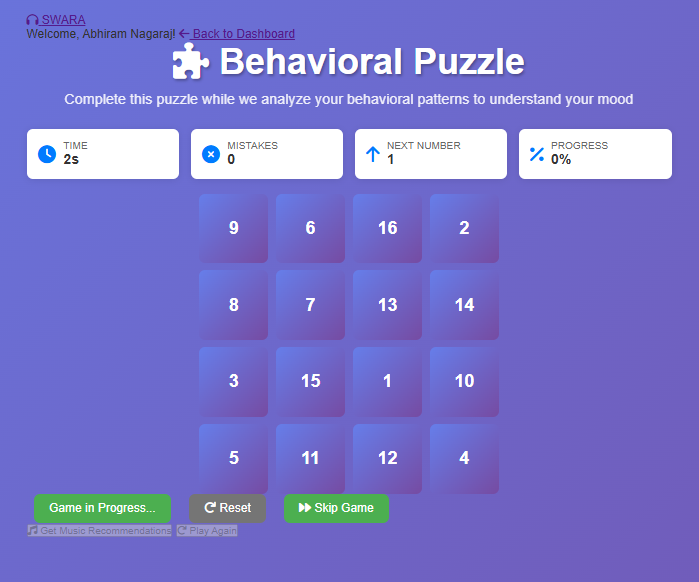 SWARA
Welcome, Abhiram Nagaraj! Back to Dashboard
Behavioral Puzzle
Complete this puzzle while we analyze your behavioral patterns to understand your mood
TIME
2s
MISTAKES
0
NEXT NUMBER
1
PROGRESS
0%
9 6 16 2
8 7 13 14
3 15 1 10
5 11 12 4
Game in Progress... Reset Skip Game
Get Music Recommendations Play Again